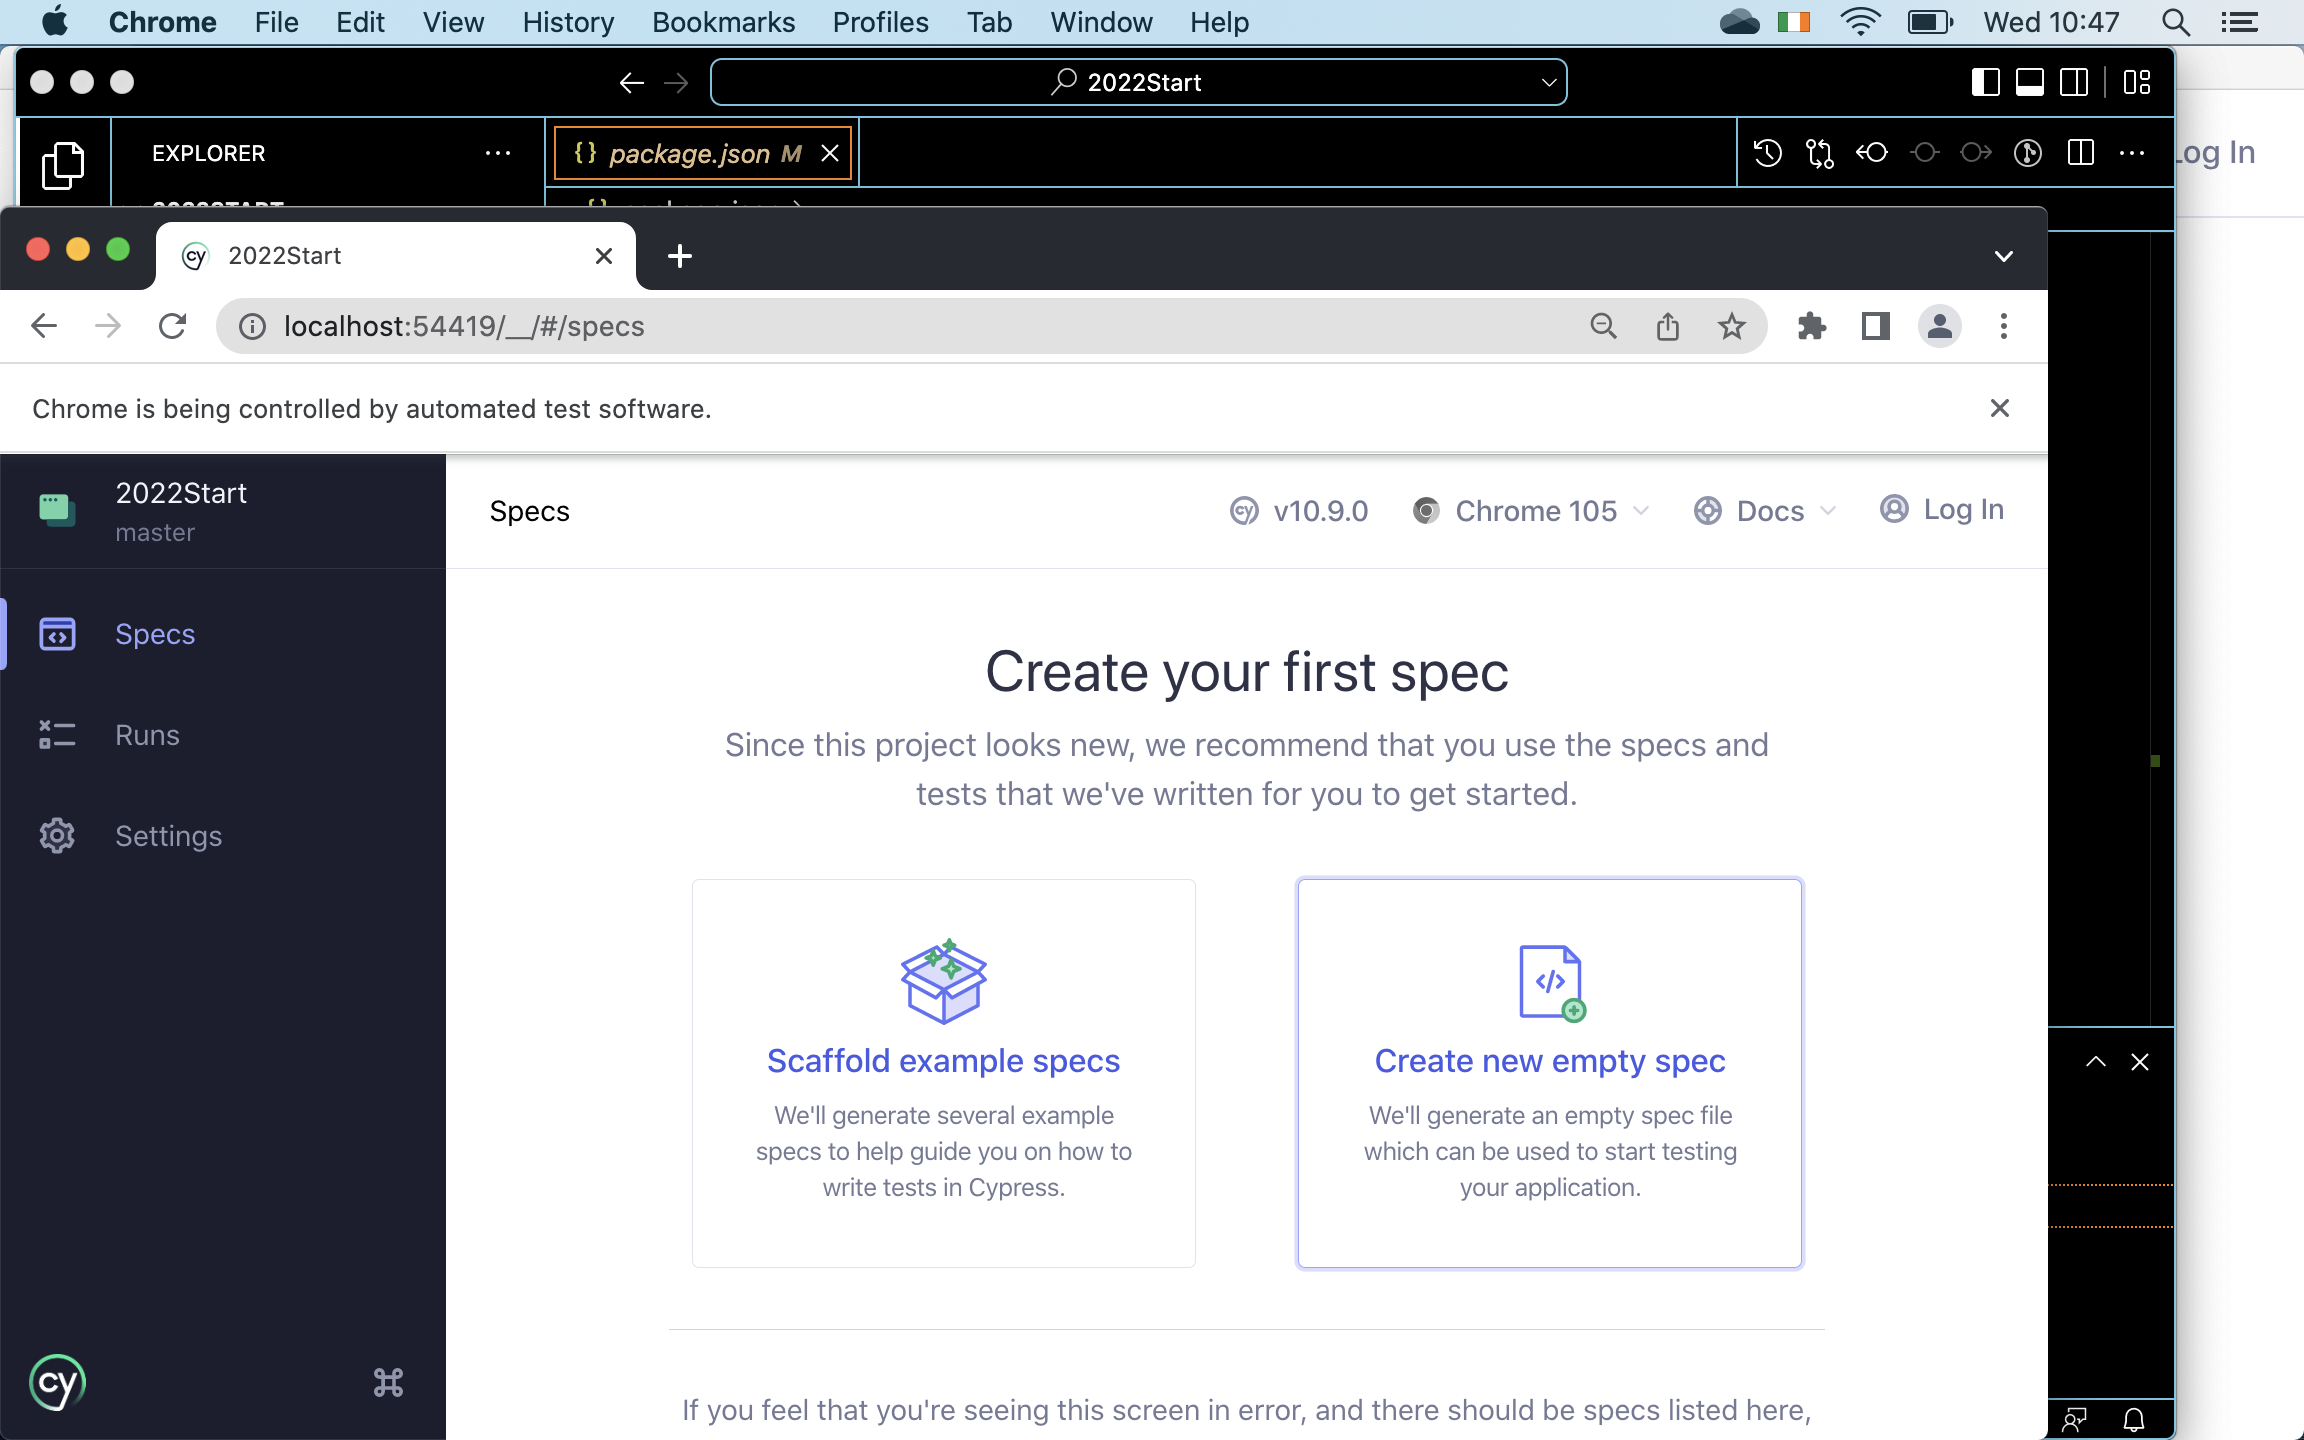 Chrome File Edit View History Bookmarks Profiles Tab Window Help Wed 10:47
2022Start
EXPLORER
{} package.json M
Log In
2022Start
localhost:54419/__/#/specs
Chrome is being controlled by automated test software.
2022Start
master
Specs
Runs
Settings
cy
Specs
v10.9.0 Chrome 105 Docs Log In
Create your first spec
Since this project looks new, we recommend that you use the specs and
tests that we've written for you to get started.
Scaffold example specs
We'll generate several example
specs to help guide you on how to
write tests in Cypress.
Create new empty spec
We'll generate an empty spec file
which can be used to start testing
your application.
If you feel that you're seeing this screen in error, and there should be specs listed here,